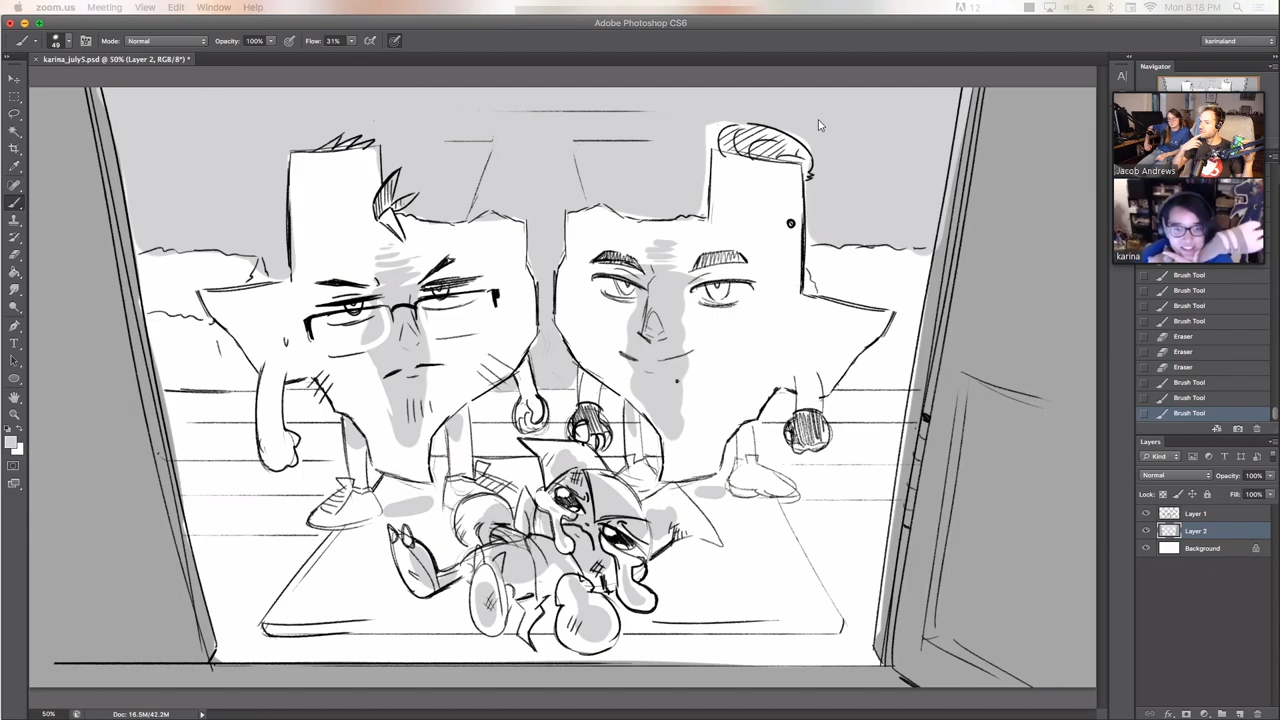 zoom.us Meeting View Edit Window Help 12 Mon 8:18 PM
Adobe Photoshop CS6
49 Mode: Normal Opacity: 100% Flow: 31% karinaland
karina_july5.psd @ 50% (Layer 2, RGB/8*) *
Navigator
Jacob Andrews
karina
Brush Tool
Brush Tool
Brush Tool
Brush Tool
Eraser
Eraser
Eraser
Brush Tool
Brush Tool
Brush Tool
Layers
Kind
Normal Opacity: 100%
Lock: Fill: 100%
Layer 1
Layer 2
Background
50% Doc: 16.5M/42.2M